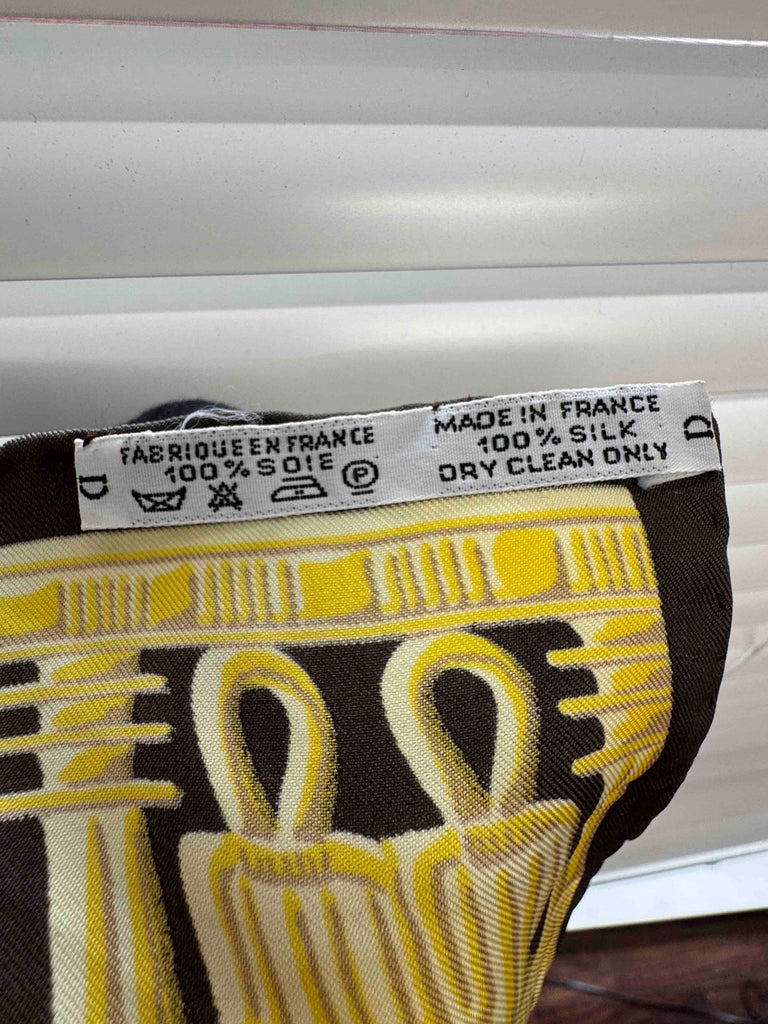 D
FABRIQUE EN FRANCE
100% SOIE
P
MADE IN FRANCE
100% SILK
DRY CLEAN ONLY
D